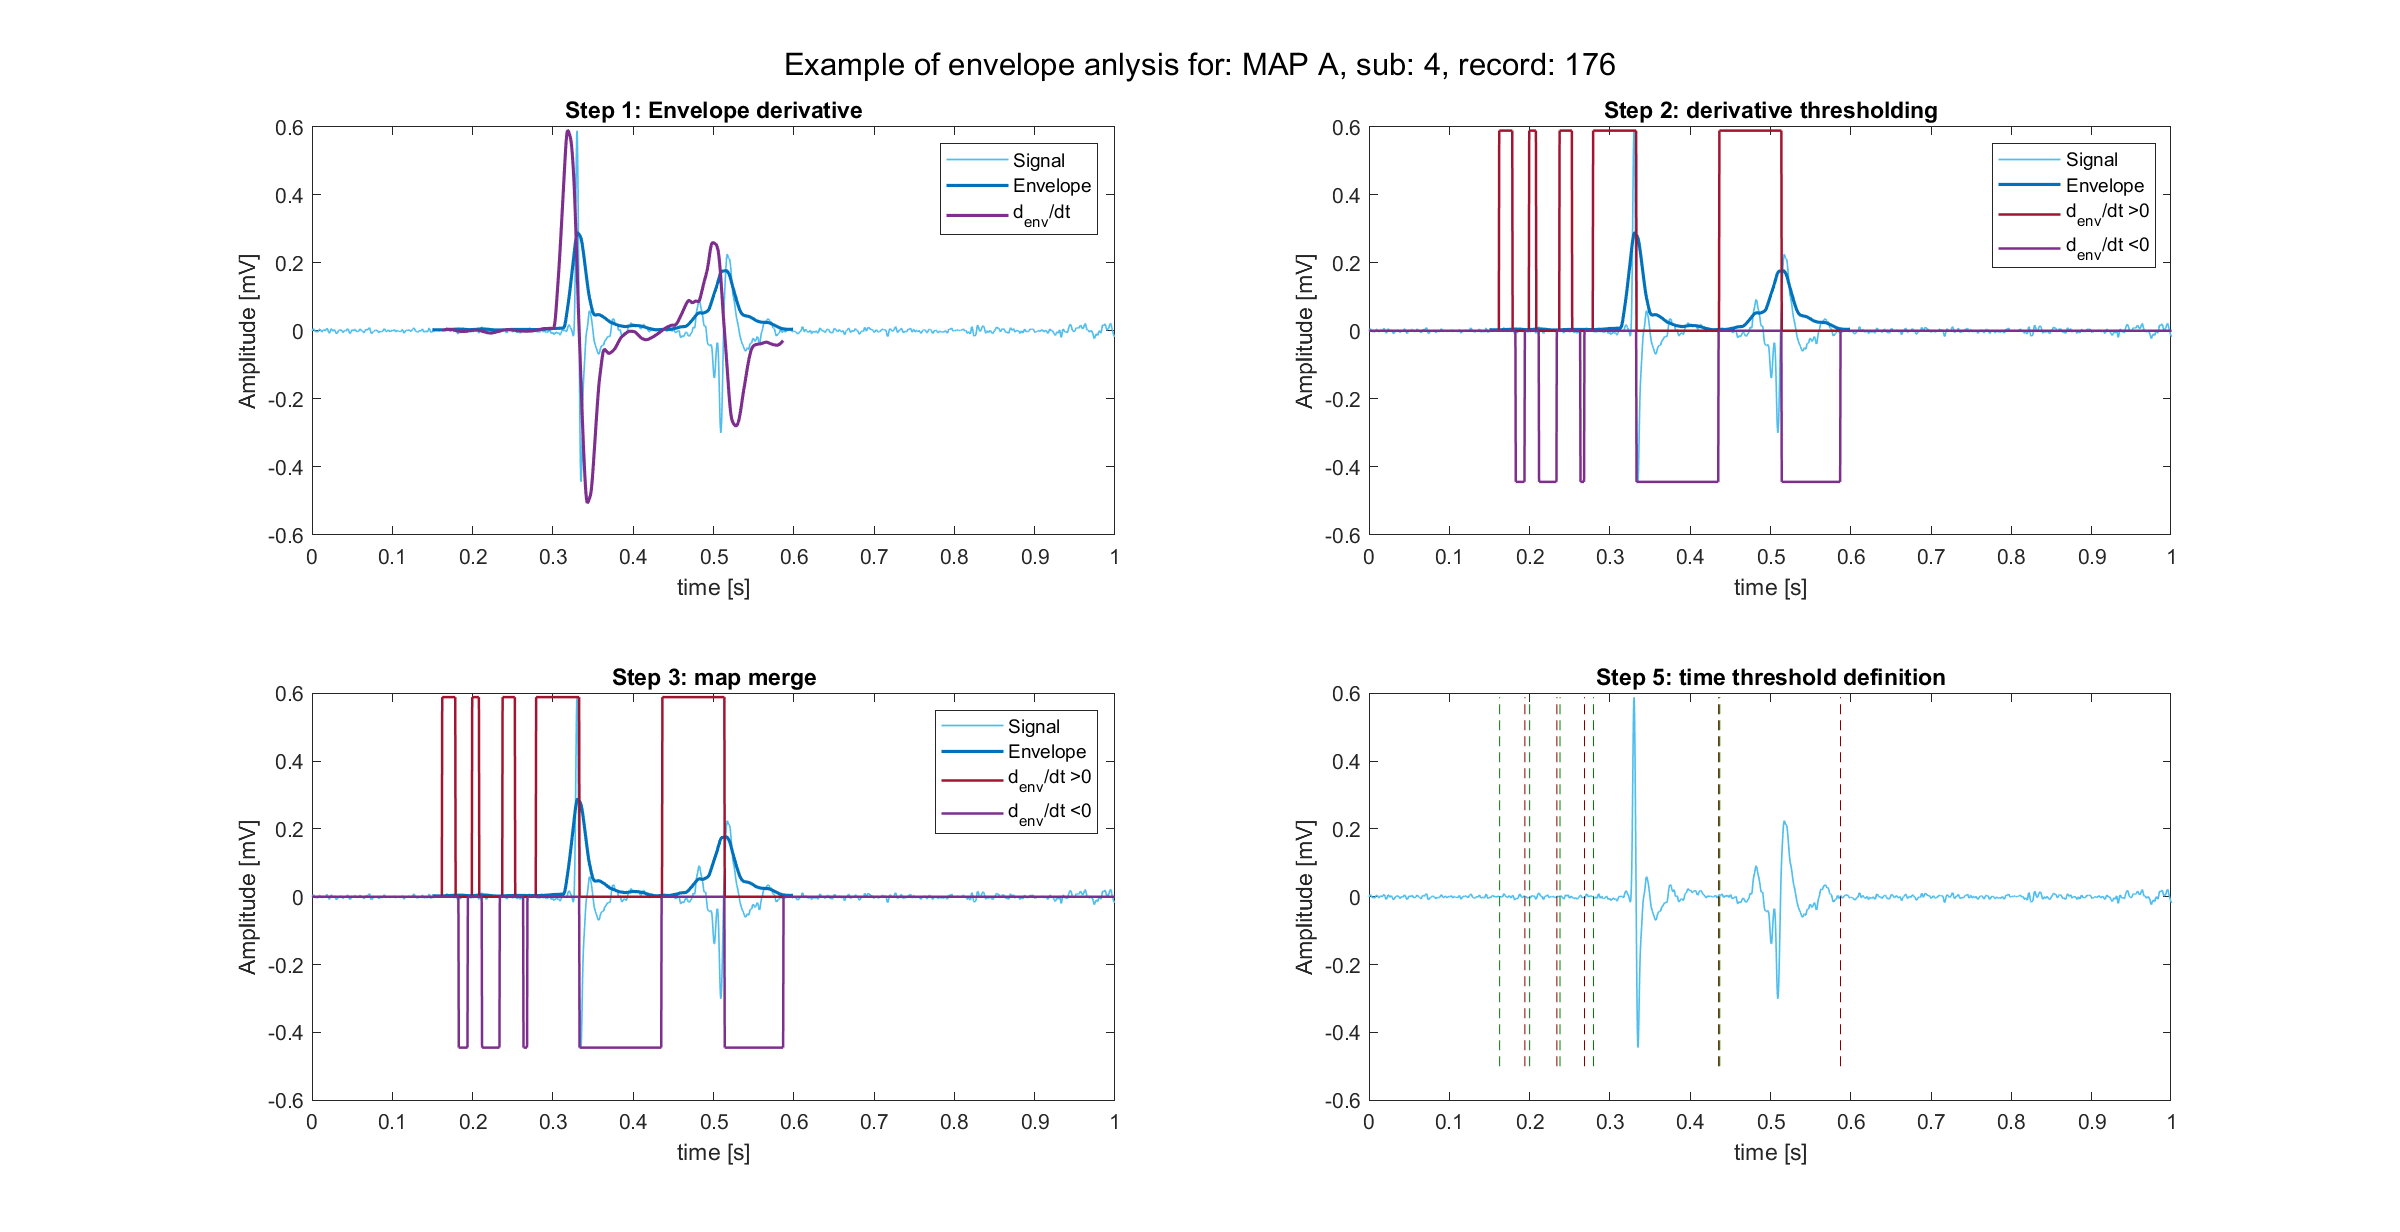 Example of envelope anlysis for: MAP A, sub: 4, record: 176
Step 1: Envelope derivative
0.6
0.4
0.2
0
-0.2
-0.4
-0.6
Amplitude [mV]
0 0.1 0.2 0.3 0.4 0.5 0.6 0.7 0.8 0.9 1
time [s]
Signal
Envelope
denv/dt
Step 2: derivative thresholding
0.6
0.4
0.2
0
-0.2
-0.4
-0.6
Amplitude [mV]
0 0.1 0.2 0.3 0.4 0.5 0.6 0.7 0.8 0.9 1
time [s]
Signal
Envelope
denv/dt >0
denv/dt <0
Step 3: map merge
0.6
0.4
0.2
0
-0.2
-0.4
-0.6
Amplitude [mV]
0 0.1 0.2 0.3 0.4 0.5 0.6 0.7 0.8 0.9 1
time [s]
Signal
Envelope
denv/dt >0
denv/dt <0
Step 5: time threshold definition
0.6
0.4
0.2
0
-0.2
-0.4
-0.6
Amplitude [mV]
0 0.1 0.2 0.3 0.4 0.5 0.6 0.7 0.8 0.9 1
time [s]